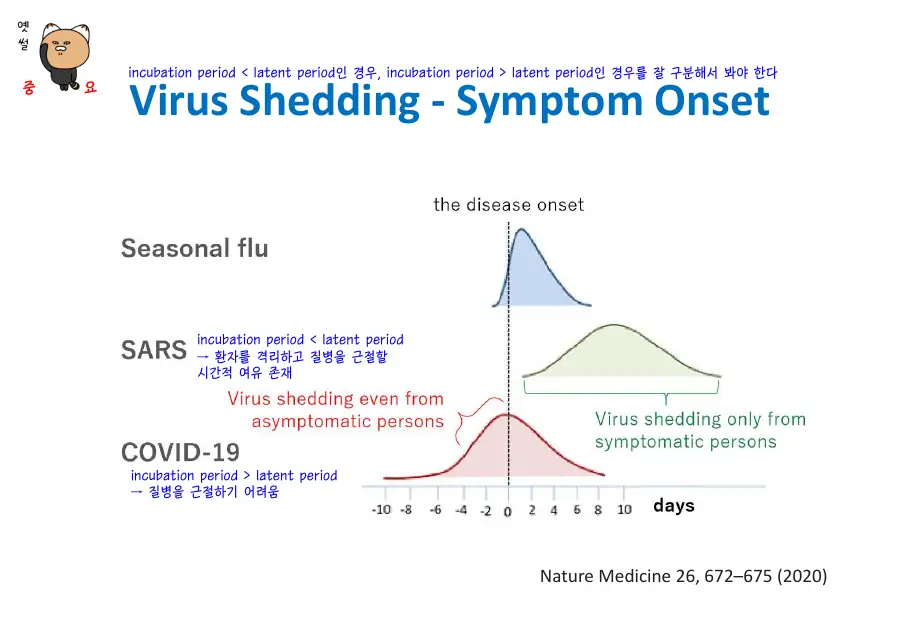 옛
썰
중 요
incubation period < latent period인 경우, incubation period > latent period인 경우를 잘 구분해서 봐야 한다
Virus Shedding - Symptom Onset
the disease onset
Seasonal flu
SARS
incubation period < latent period
→ 환자를 격리하고 질병을 근절할
시간적 여유 존재
Virus shedding even from
asymptomatic persons
Virus shedding only from
symptomatic persons
COVID-19
incubation period > latent period
→ 질병을 근절하기 어려움
-10 -8 -6 -4 -2 0 2 4 6 8 10 days
Nature Medicine 26, 672–675 (2020)